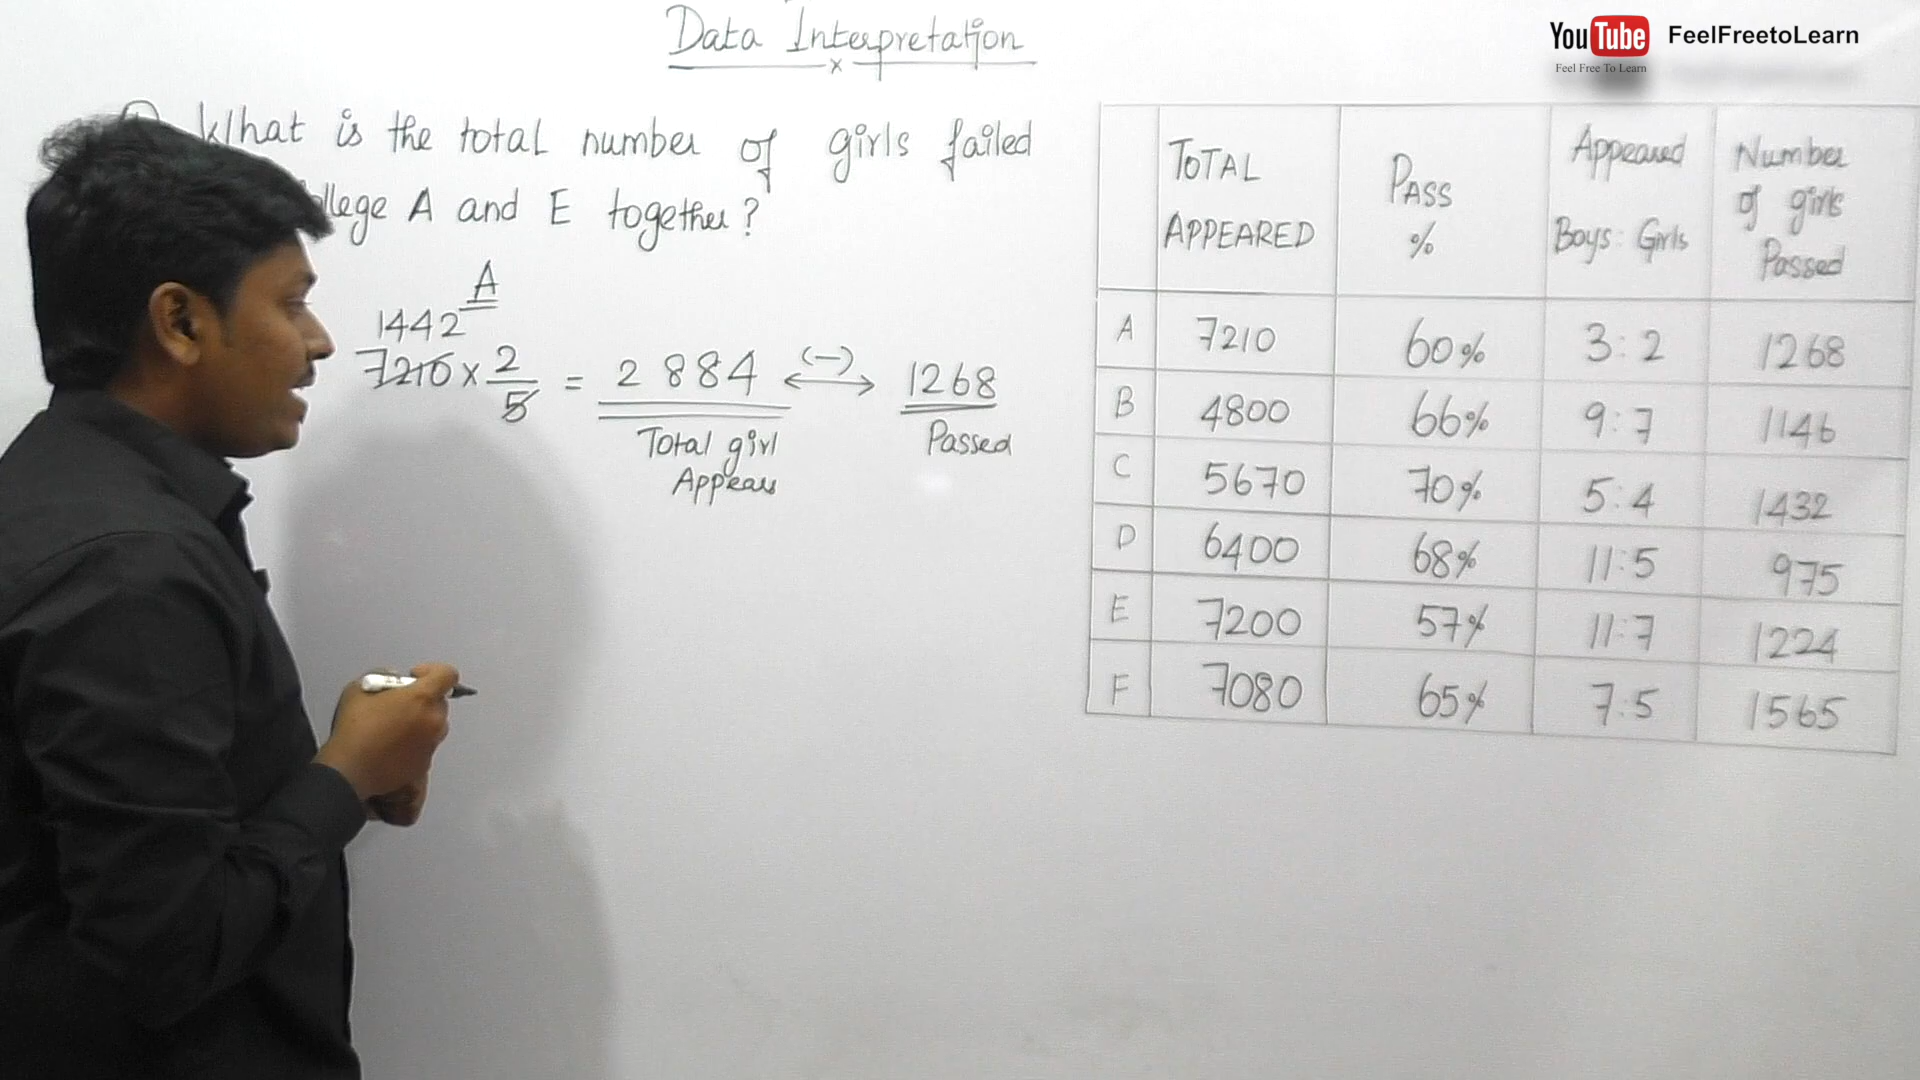 Data Interpretation
x
YouTube FeelFreetoLearn
Feel Free To Learn
What is the total number of girls failed
llege A and E together?
A
1442
7210 x 2/5 = 2884 (-) 1268
Total girl Appears
Passed
TOTAL APPEARED PASS % Appeared Boys: Girls Number of girls Passed
A 7210 60% 3:2 1268
B 4800 66% 9:7 1146
C 5670 70% 5:4 1432
D 6400 68% 11:5 975
E 7200 57% 11:7 1224
F 7080 65% 7:5 1565